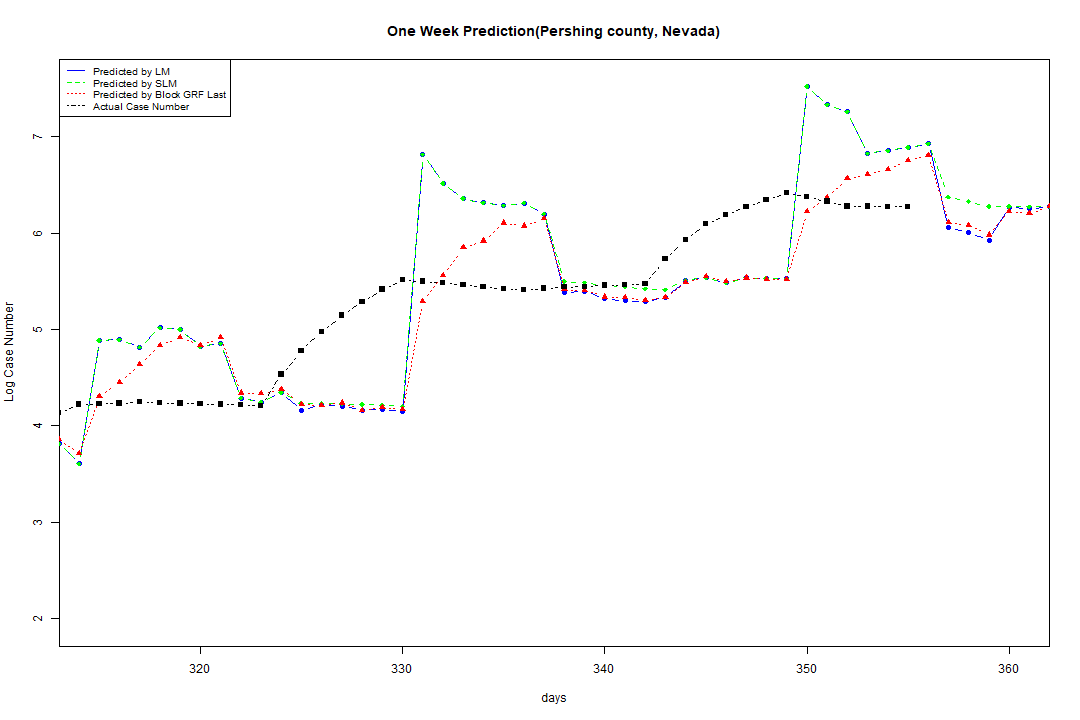 One Week Prediction(Pershing county, Nevada)
Predicted by LM
Predicted by SLM
Predicted by Block GRF Last
Actual Case Number
7
6
5
4
3
2
Log Case Number
320 330 340 350 360
days